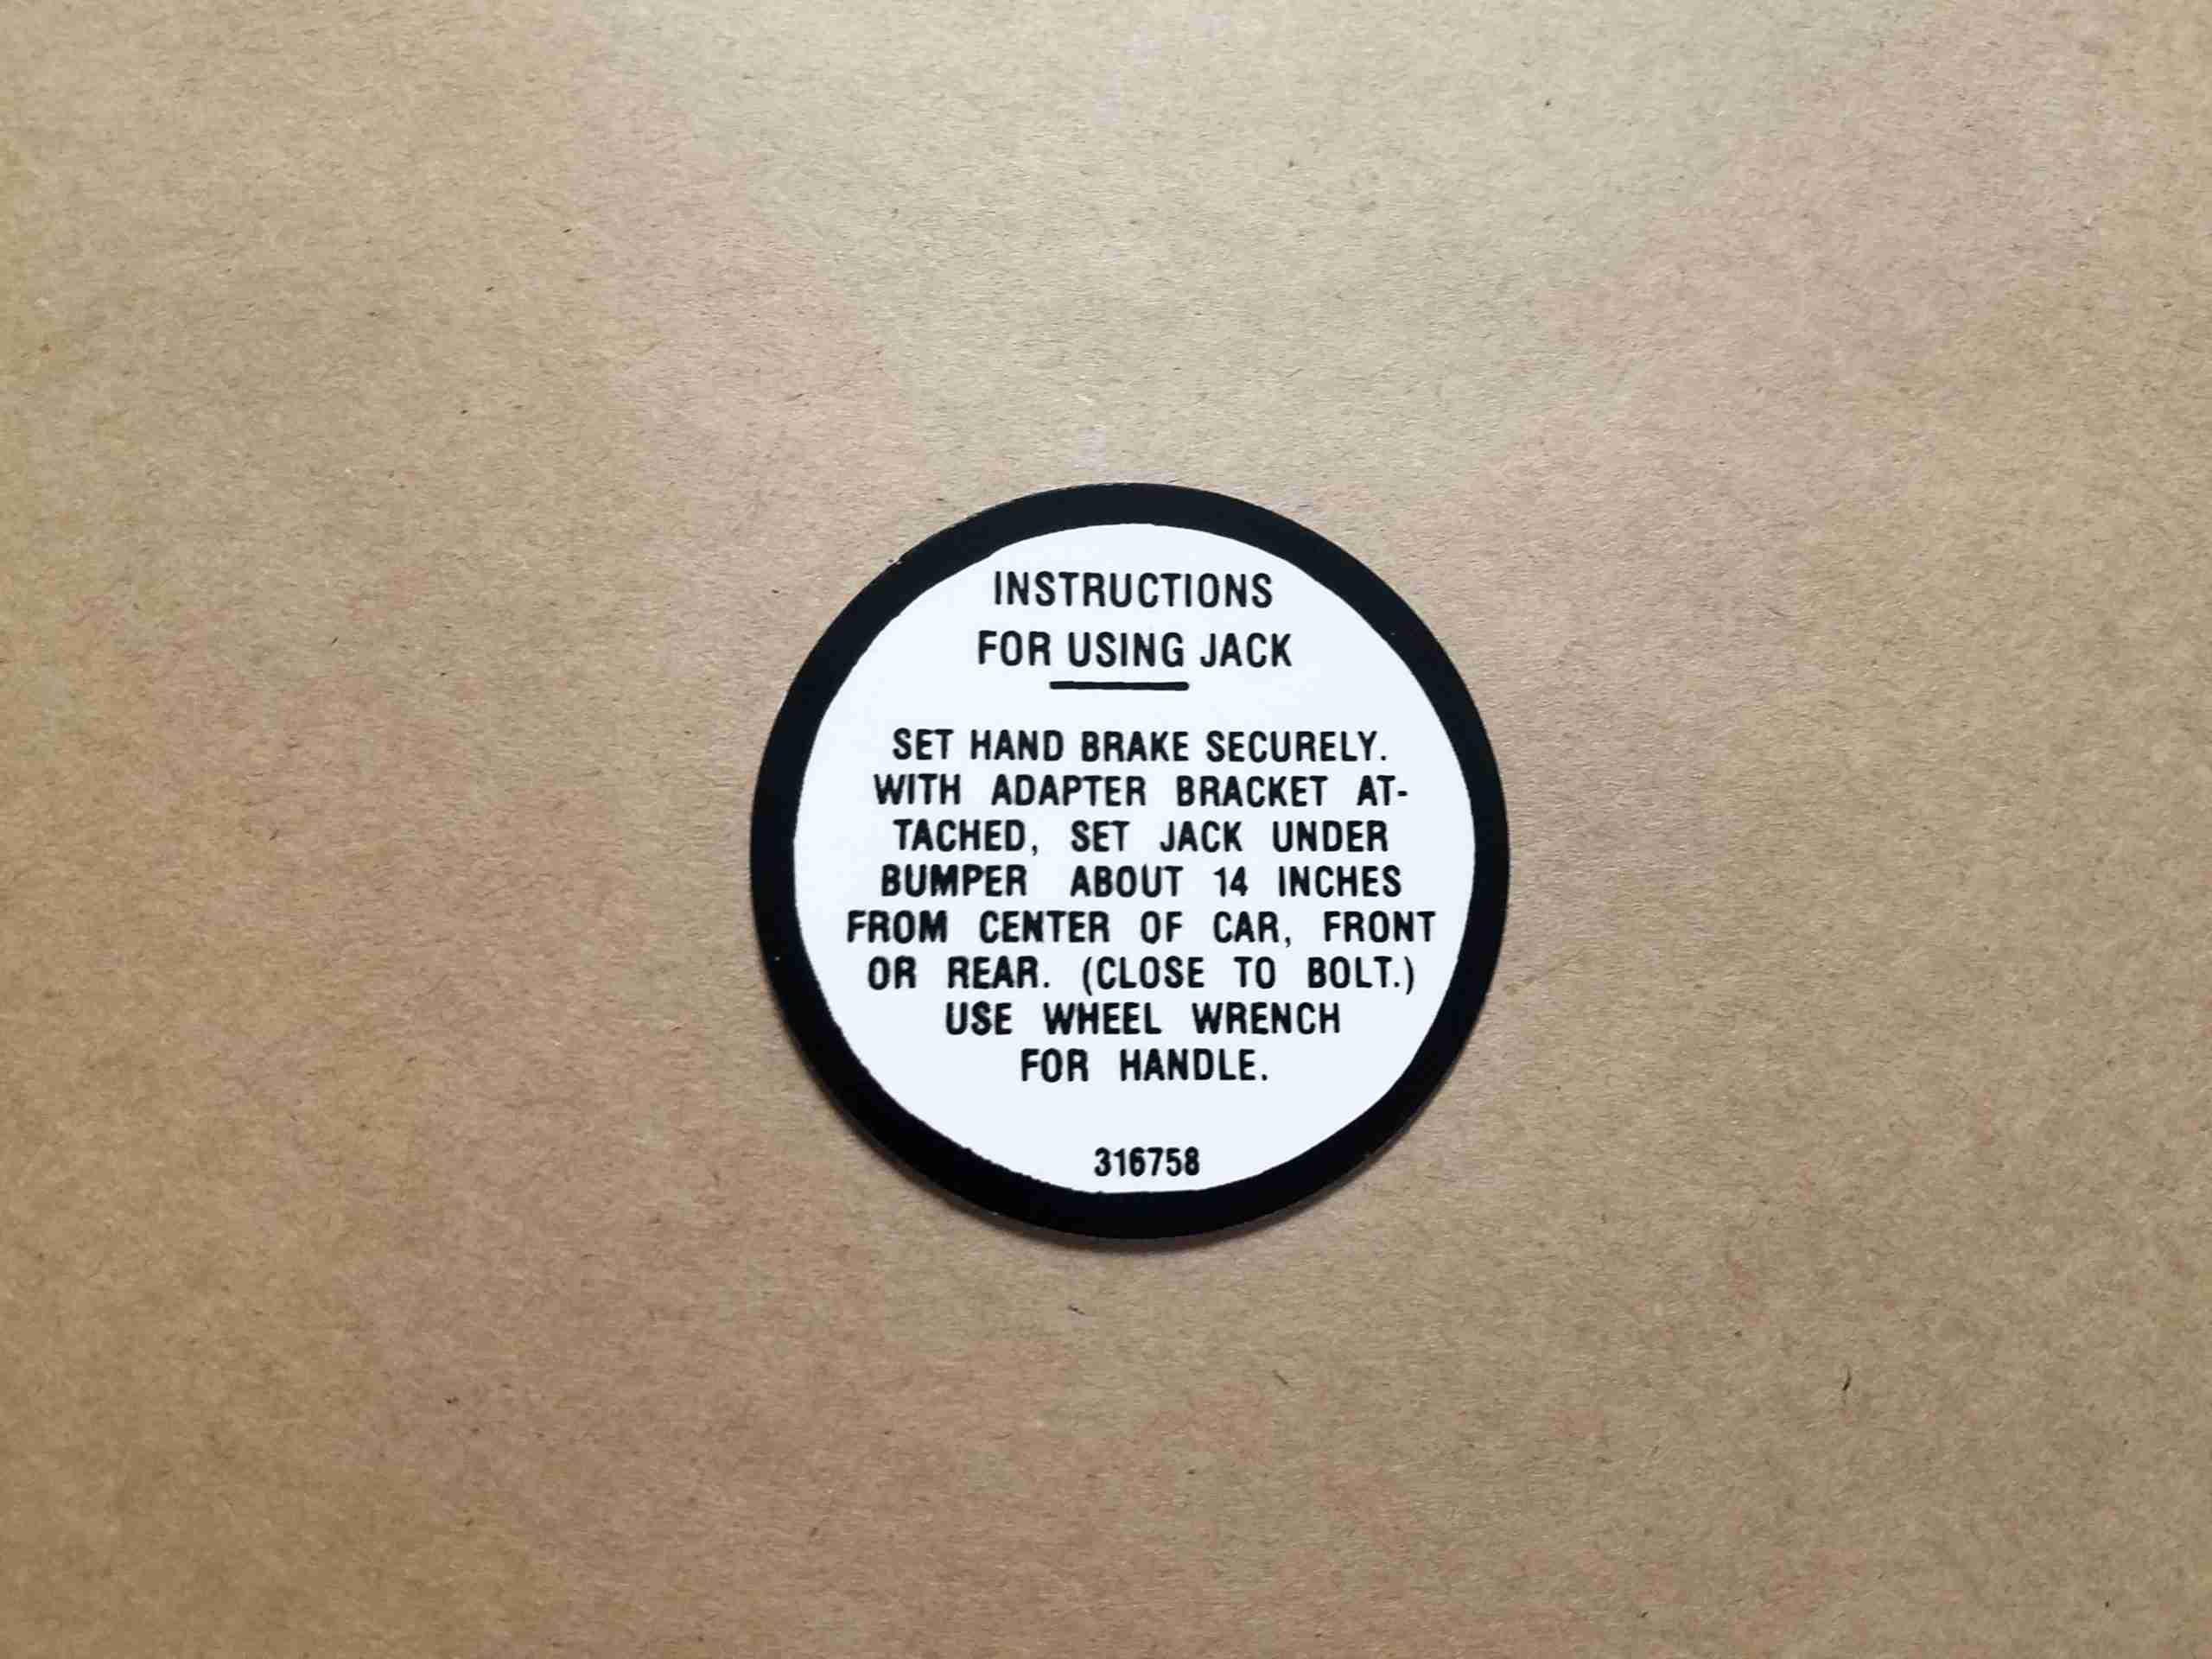 INSTRUCTIONS
FOR USING JACK
SET HAND BRAKE SECURELY.
WITH ADAPTER BRACKET AT-
TACHED, SET JACK UNDER
BUMPER ABOUT 14 INCHES
FROM CENTER OF CAR, FRONT
OR REAR. (CLOSE TO BOLT.)
USE WHEEL WRENCH
FOR HANDLE.
316758